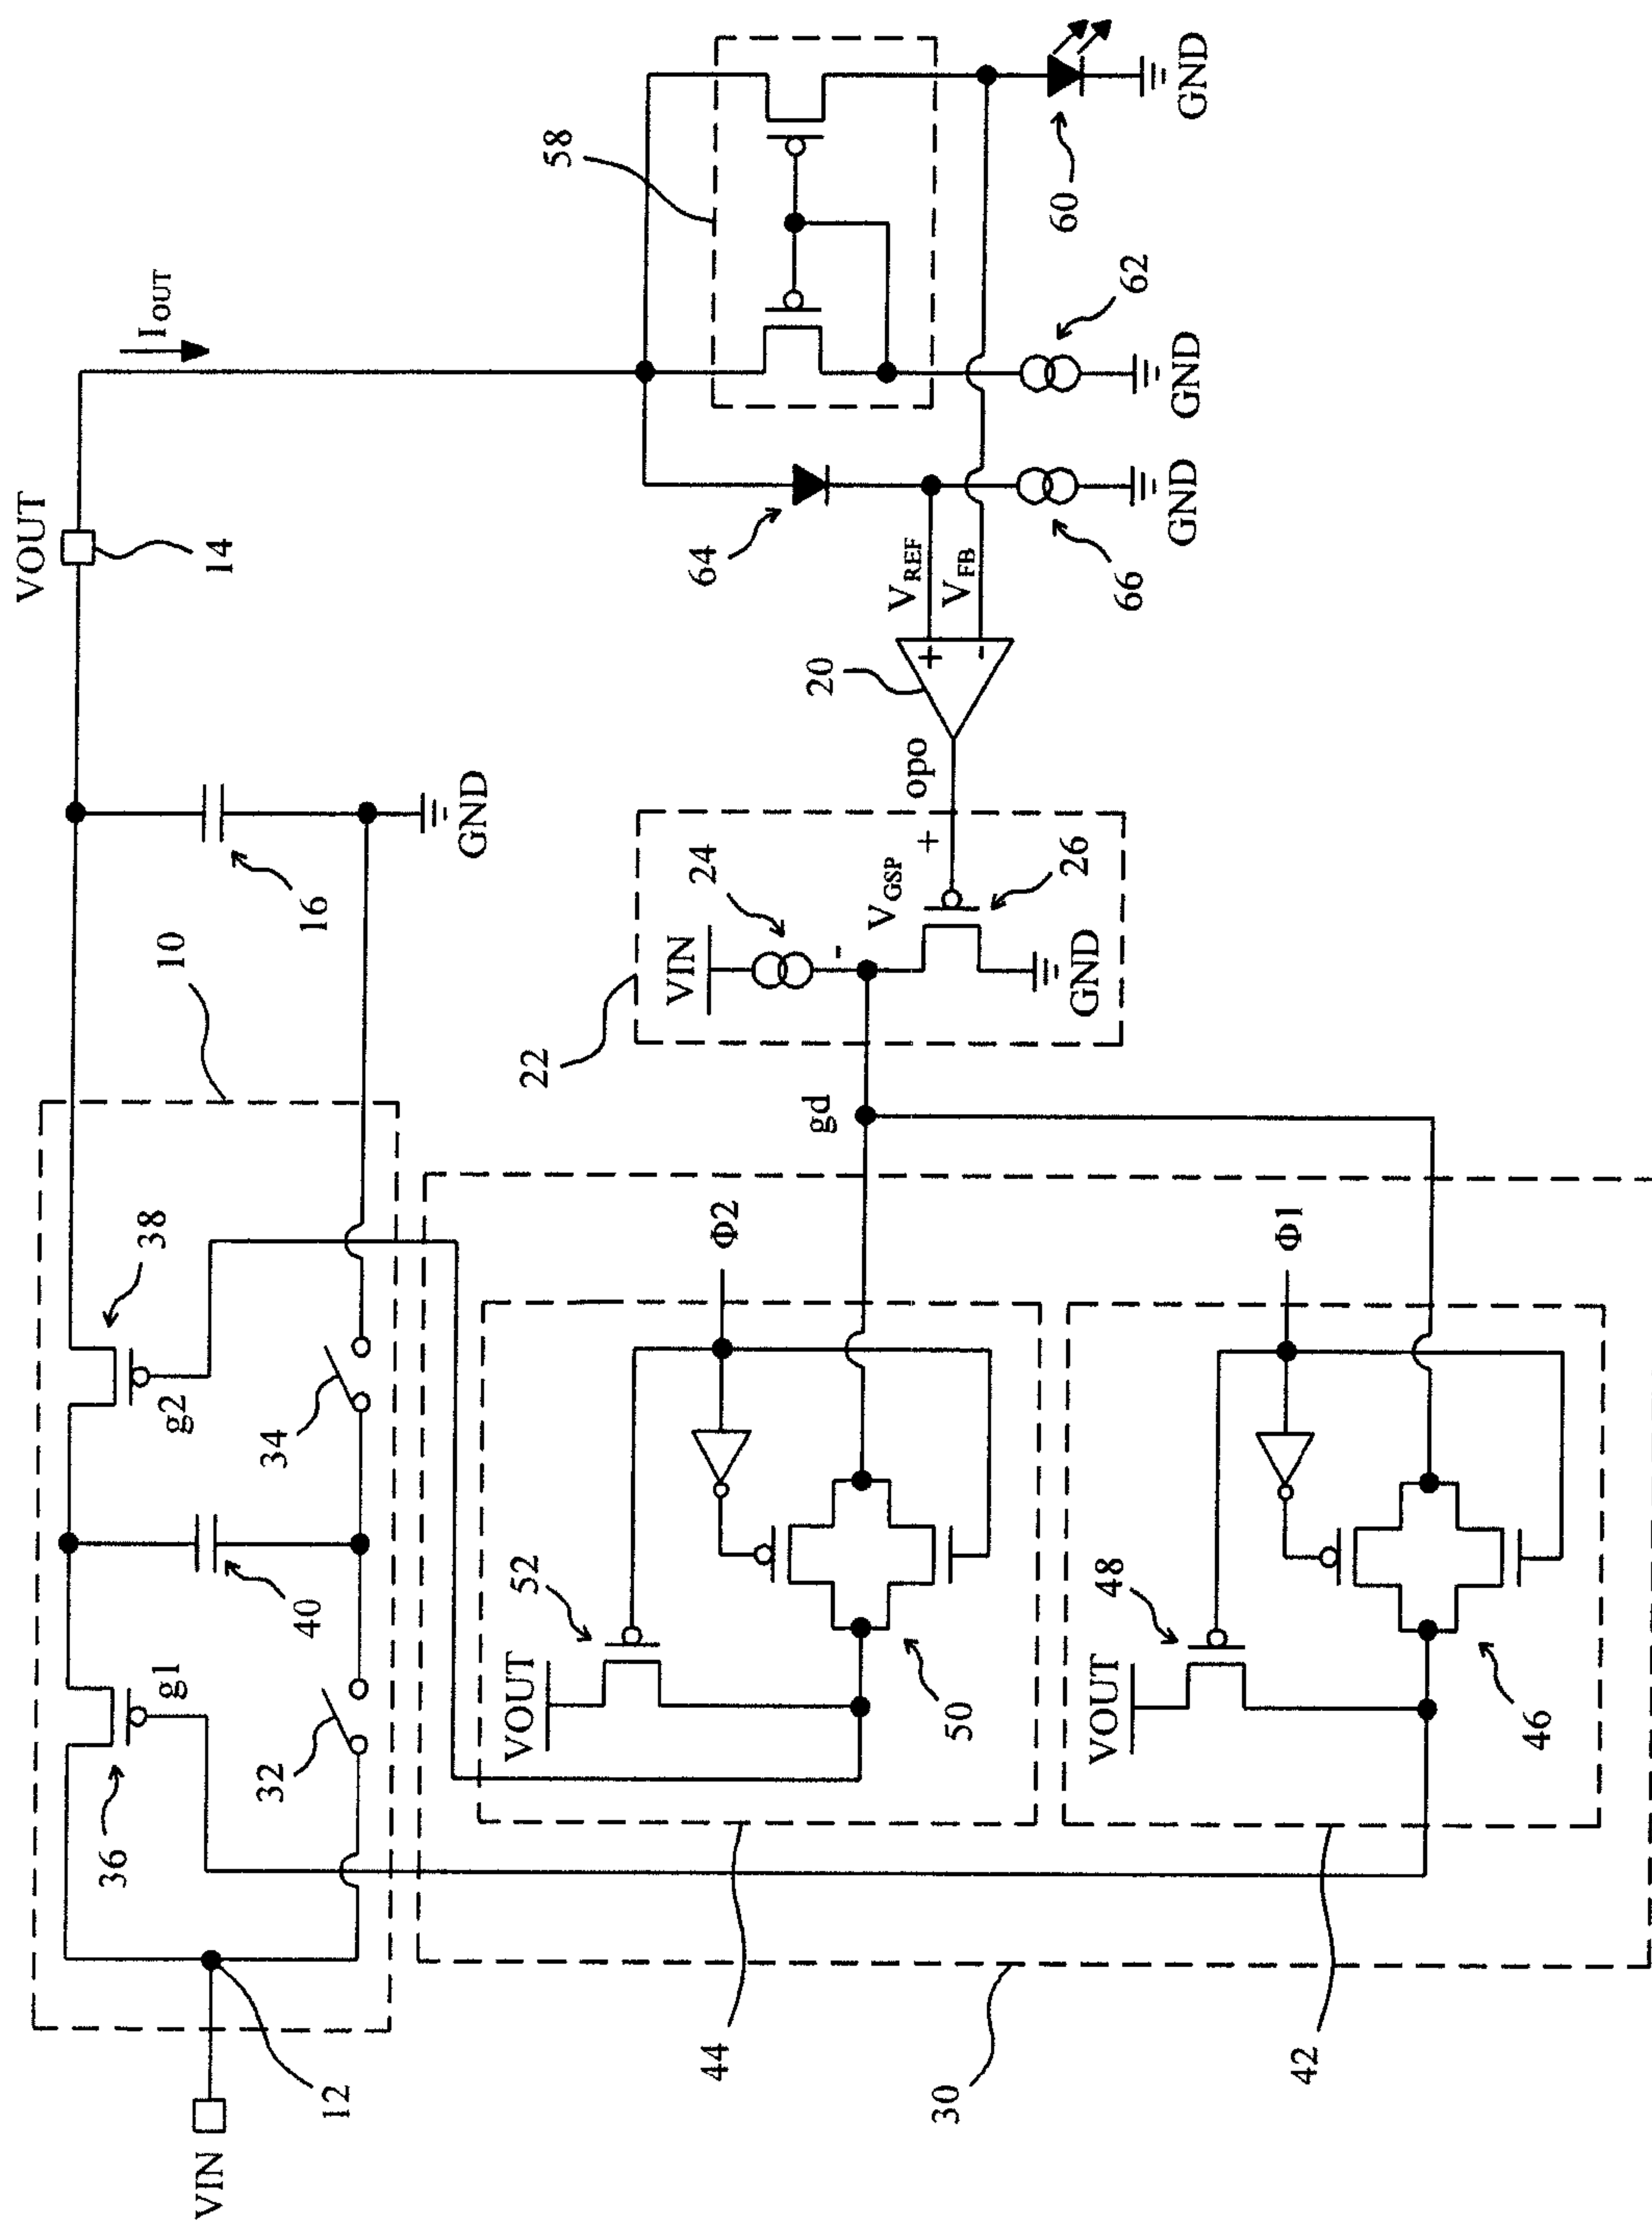 VIN
12
36
g1
32
40
g2
38
34
10
16
GND
VOUT
14
IOUT
58
60
GND
62
GND
64
66
GND
VREF
VFB
20
+
-
opo
22
VIN
24
-
VGSP
+
26
GND
gd
30
44
VOUT
52
50
Φ2
42
VOUT
48
46
Φ1